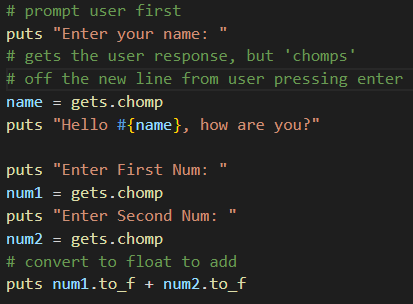 # prompt user first
puts "Enter your name: "
# gets the user response, but 'chomps'
# off the new line from user pressing enter
name = gets.chomp
puts "Hello #{name}, how are you?"

puts "Enter First Num: "
num1 = gets.chomp
puts "Enter Second Num: "
num2 = gets.chomp
# convert to float to add
puts num1.to_f + num2.to_f